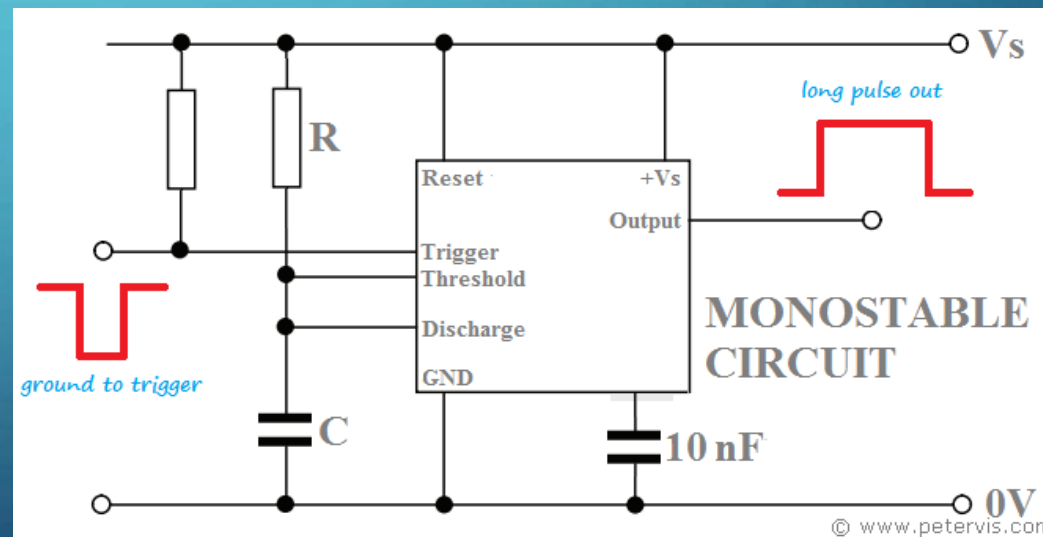 Vs
long pulse out
R
Reset +Vs
Output
Trigger
Threshold
Discharge
GND
MONOSTABLE
CIRCUIT
ground to trigger
C
10 nF
0V
© www.petervis.com